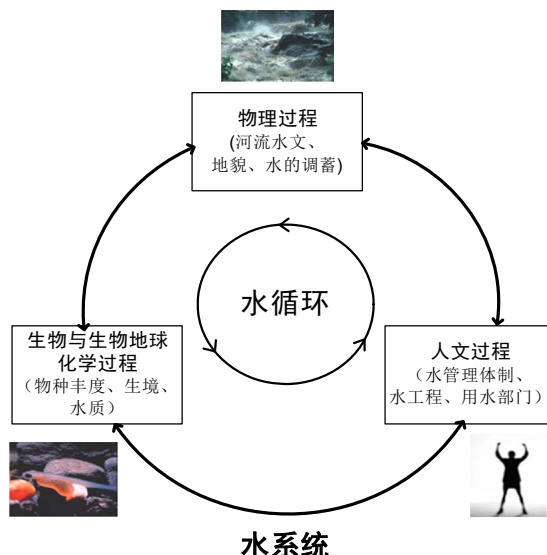 物理过程
(河流水文、
地貌、水的调蓄)
水循环
生物与生物地球
化学过程
（物种丰度、生境、
水质）
人文过程
（水管理体制、
水工程、用水部门）
水系统